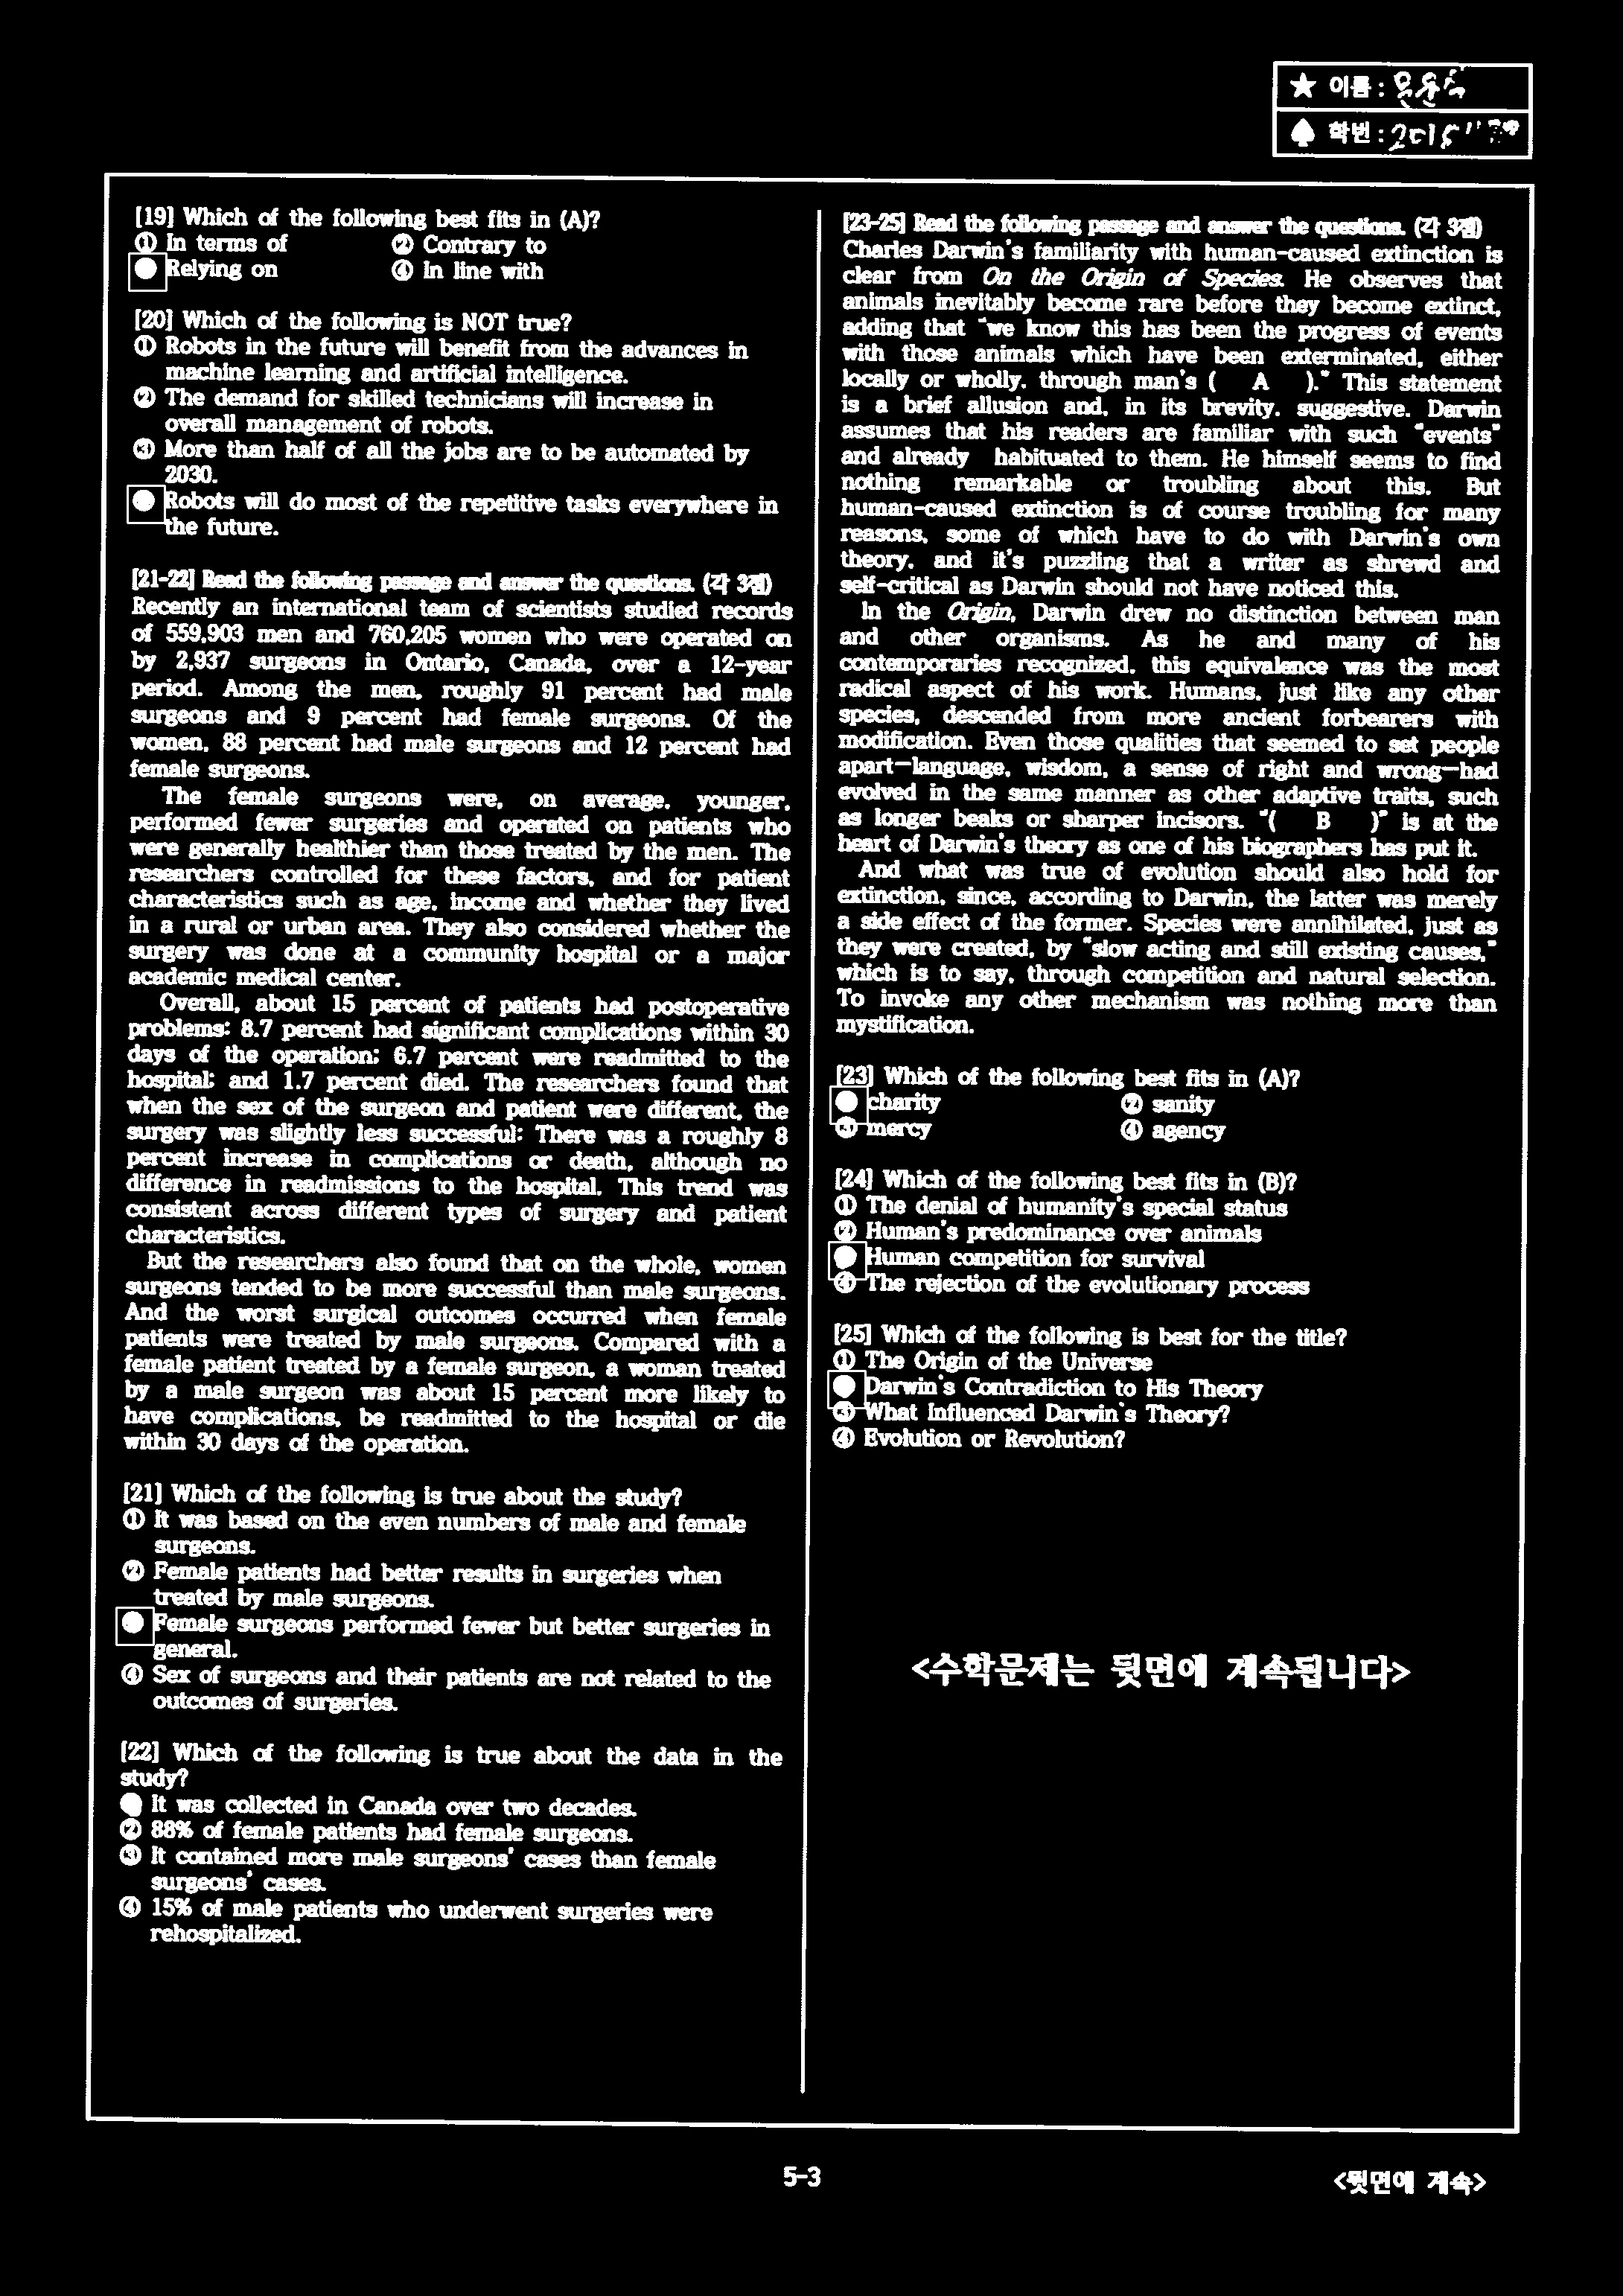 ★ 이름 :
♠ 학번 :
[19] Which of the following best fits in (A)?
① In terms of ② Contrary to
● Relying on ④ In line with
[20] Which of the following is NOT true?
① Robots in the future will benefit from the advances in
machine learning and artificial intelligence.
② The demand for skilled technicians will increase in
overall management of robots.
③ More than half of all the jobs are to be automated by
2030.
● Robots will do most of the repetitive tasks everywhere in
the future.
[21-22] Read the following passage and answer the questions. (각 3점)
Recently an international team of scientists studied records
of 559,903 men and 760,205 women who were operated on
by 2,937 surgeons in Ontario, Canada, over a 12-year
period. Among the men, roughly 91 percent had male
surgeons and 9 percent had female surgeons. Of the
women, 88 percent had male surgeons and 12 percent had
female surgeons.
The female surgeons were, on average, younger,
performed fewer surgeries and operated on patients who
were generally healthier than those treated by the men. The
researchers controlled for these factors, and for patient
characteristics such as age, income and whether they lived
in a rural or urban area. They also considered whether the
surgery was done at a community hospital or a major
academic medical center.
Overall, about 15 percent of patients had postoperative
problems: 8.7 percent had significant complications within 30
days of the operation; 6.7 percent were readmitted to the
hospital; and 1.7 percent died. The researchers found that
when the sex of the surgeon and patient were different, the
surgery was slightly less successful: There was a roughly 8
percent increase in complications or death, although no
difference in readmissions to the hospital. This trend was
consistent across different types of surgery and patient
characteristics.
But the researchers also found that on the whole, women
surgeons tended to be more successful than male surgeons.
And the worst surgical outcomes occurred when female
patients were treated by male surgeons. Compared with a
female patient treated by a female surgeon, a woman treated
by a male surgeon was about 15 percent more likely to
have complications, be readmitted to the hospital or die
within 30 days of the operation.
[21] Which of the following is true about the study?
① It was based on the even numbers of male and female
surgeons.
② Female patients had better results in surgeries when
treated by male surgeons.
● Female surgeons performed fewer but better surgeries in
general.
④ Sex of surgeons and their patients are not related to the
outcomes of surgeries.
[22] Which of the following is true about the data in the
study?
● It was collected in Canada over two decades.
② 88% of female patients had female surgeons.
③ It contained more male surgeons' cases than female
surgeons' cases.
④ 15% of male patients who underwent surgeries were
rehospitalized.
[23-25] Read the following passage and answer the questions. (각 3점)
Charles Darwin's familiarity with human-caused extinction is
clear from On the Origin of Species. He observes that
animals inevitably become rare before they become extinct,
adding that "we know this has been the progress of events
with those animals which have been exterminated, either
locally or wholly, through man's ( A )." This statement
is a brief allusion and, in its brevity, suggestive. Darwin
assumes that his readers are familiar with such "events"
and already habituated to them. He himself seems to find
nothing remarkable or troubling about this. But
human-caused extinction is of course troubling for many
reasons, some of which have to do with Darwin's own
theory, and it's puzzling that a writer as shrewd and
self-critical as Darwin should not have noticed this.
In the Origin, Darwin drew no distinction between man
and other organisms. As he and many of his
contemporaries recognized, this equivalence was the most
radical aspect of his work. Humans, just like any other
species, descended from more ancient forbearers with
modification. Even those qualities that seemed to set people
apart—language, wisdom, a sense of right and wrong—had
evolved in the same manner as other adaptive traits, such
as longer beaks or sharper incisors. "( B )" is at the
heart of Darwin's theory as one of his biographers has put it.
And what was true of evolution should also hold for
extinction, since, according to Darwin, the latter was merely
a side effect of the former. Species were annihilated, just as
they were created, by "slow acting and still existing causes,"
which is to say, through competition and natural selection.
To invoke any other mechanism was nothing more than
mystification.
[23] Which of the following best fits in (A)?
● charity ② sanity
③ mercy ④ agency
[24] Which of the following best fits in (B)?
① The denial of humanity's special status
② Human's predominance over animals
● Human competition for survival
④ The rejection of the evolutionary process
[25] Which of the following is best for the title?
① The Origin of the Universe
● Darwin's Contradiction to His Theory
③ What Influenced Darwin's Theory?
④ Evolution or Revolution?
<수학문제는 뒷면에 계속됩니다>
5-3
<뒷면에 계속>